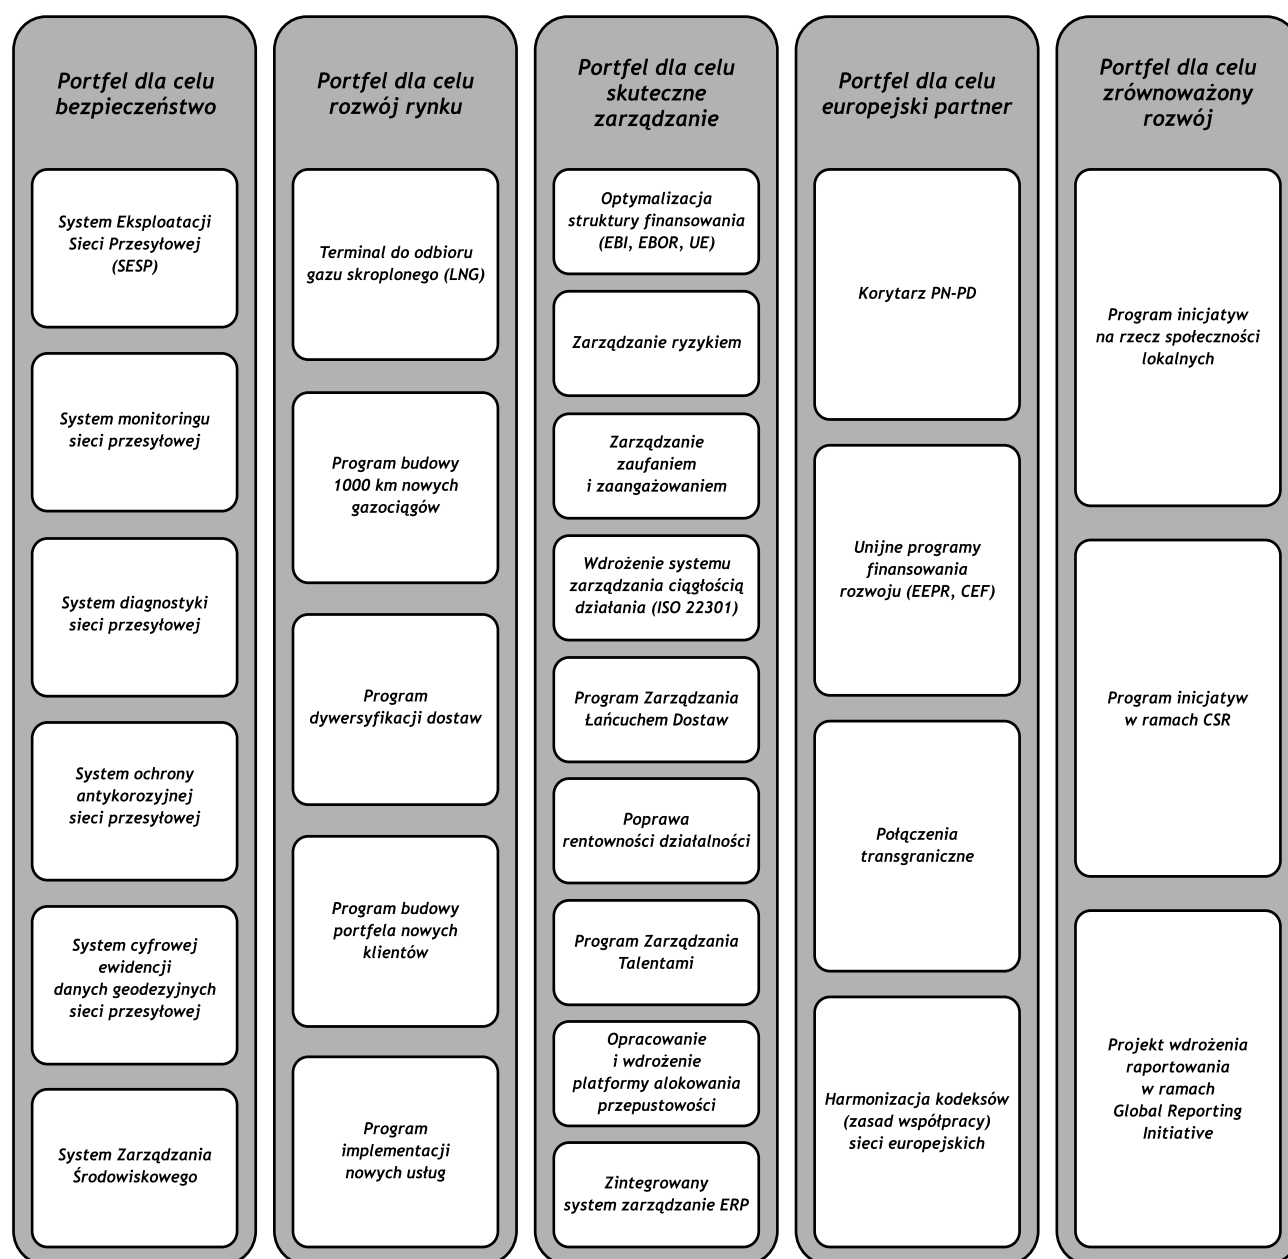 Portfel dla celu
bezpieczeństwo
System Eksploatacji
Sieci Przesyłowej
(SESP)
System monitoringu
sieci przesyłowej
System diagnostyki
sieci przesyłowej
System ochrony
antykorozyjnej
sieci przesyłowej
System cyfrowej
ewidencji
danych geodezyjnych
sieci przesyłowej
System Zarządzania
Środowiskowego
Portfel dla celu
rozwój rynku
Terminal do odbioru
gazu skroplonego (LNG)
Program budowy
1000 km nowych
gazociągów
Program
dywersyfikacji dostaw
Program budowy
portfela nowych
klientów
Program
implementacji
nowych usług
Portfel dla celu
skuteczne
zarządzanie
Optymalizacja
struktury finansowania
(EBI, EBOR, UE)
Zarządzanie ryzykiem
Zarządzanie
zaufaniem
i zaangażowaniem
Wdrożenie systemu
zarządzania ciągłością
działania (ISO 22301)
Program Zarządzania
Łańcuchem Dostaw
Poprawa
rentowności działalności
Program Zarządzania
Talentami
Opracowanie
i wdrożenie
platformy alokowania
przepustowości
Zintegrowany
system zarządzanie ERP
Portfel dla celu
europejski partner
Korytarz PN–PD
Unijne programy
finansowania
rozwoju (EEPR, CEF)
Połączenia
transgraniczne
Harmonizacja kodeksów
(zasad współpracy)
sieci europejskich
Portfel dla celu
zrównoważony
rozwój
Program inicjatyw
na rzecz społeczności
lokalnych
Program inicjatyw
w ramach CSR
Projekt wdrożenia
raportowania
w ramach
Global Reporting
Initiative